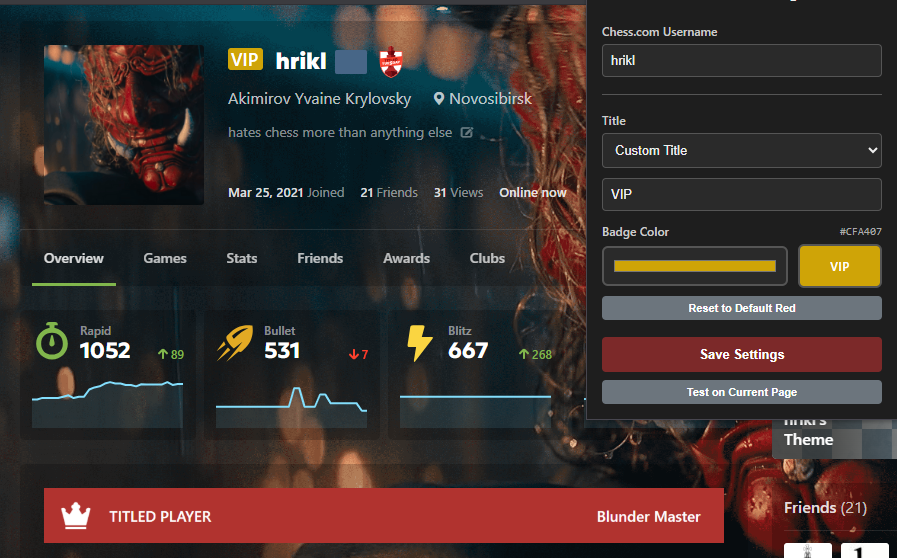 VIP hrikl
Akimirov Yvaine Krylovsky Novosibirsk
hates chess more than anything else
Mar 25, 2021 Joined 21 Friends 31 Views Online now
Overview Games Stats Friends Awards Clubs
Rapid
1052 89
Bullet
531 7
Blitz
667 268
TITLED PLAYER Blunder Master
Chess.com Username
hrikl
Title
Custom Title
VIP
Badge Color #CFA407
VIP
Reset to Default Red
Save Settings
Test on Current Page
hrikl's
Theme
Friends (21)